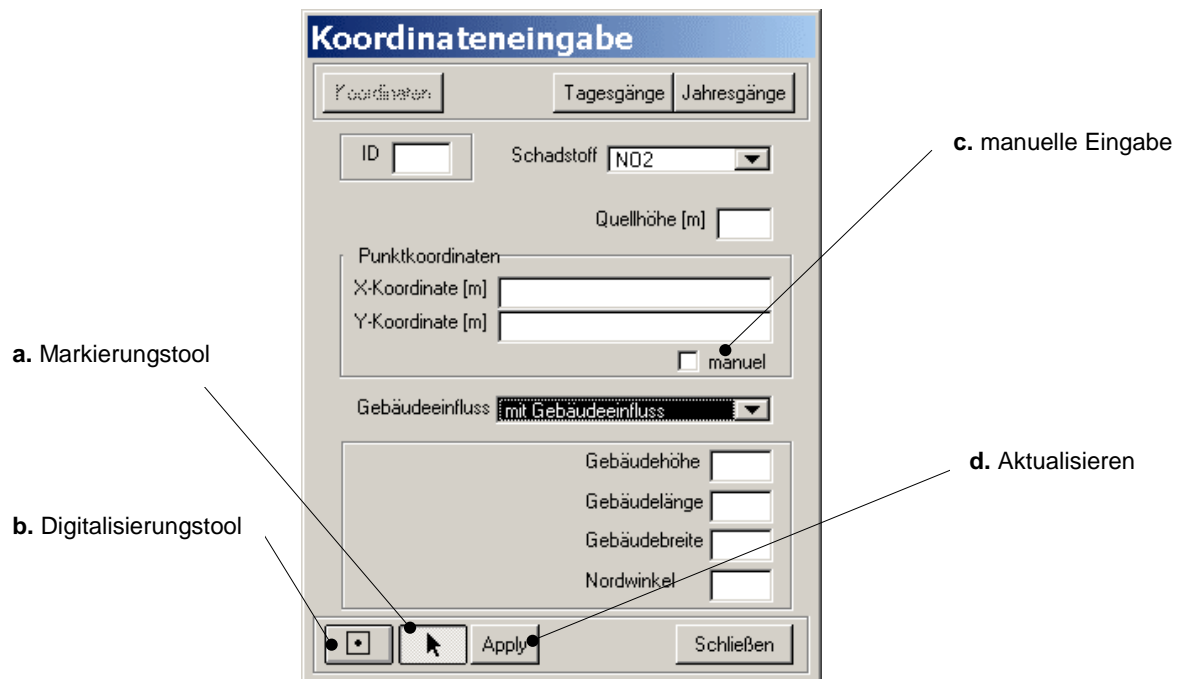 Koordinateneingabe
Koordinaten
Tagesgänge Jahresgänge
ID Schadstoff NO2
c. manuelle Eingabe
Quellhöhe [m]
Punktkoordinaten
X-Koordinate [m]
Y-Koordinate [m]
a. Markierungstool
manuel
Gebäudeeinfluss mit Gebäudeeinfluss
Gebäudehöhe
d. Aktualisieren
Gebäudelänge
b. Digitalisierungstool
Gebäudebreite
Nordwinkel
Apply Schließen